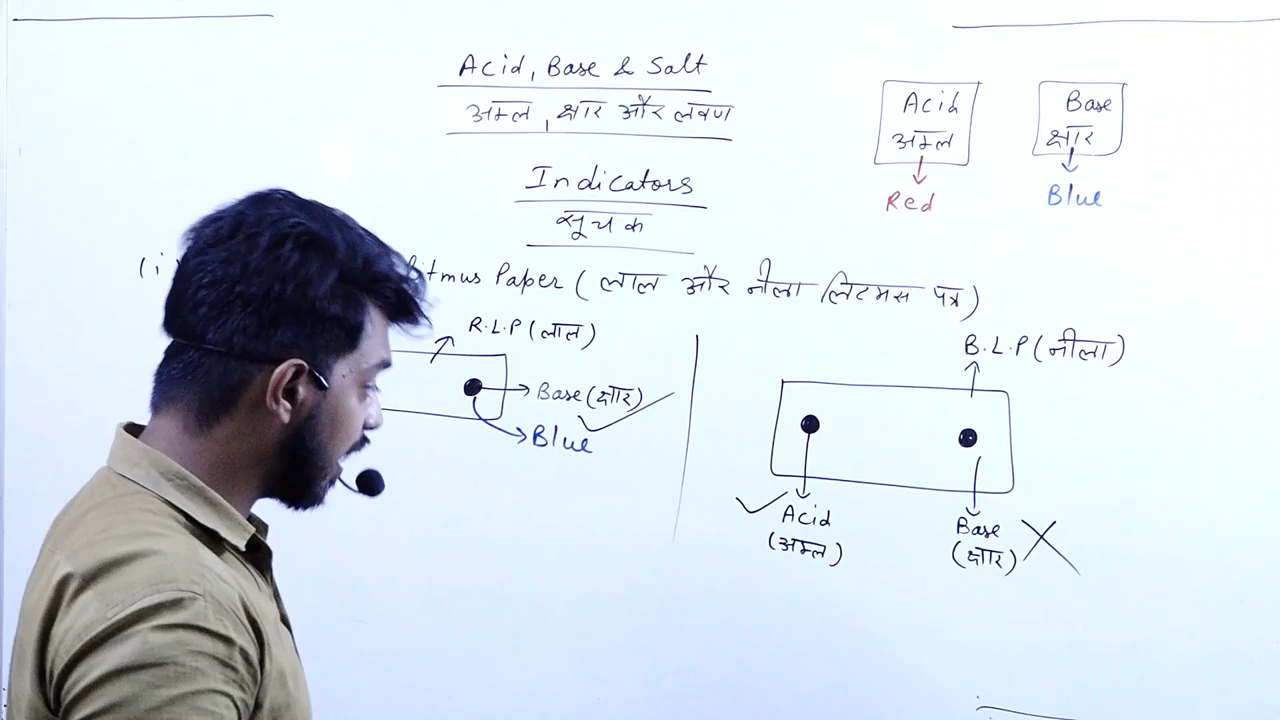 Acid, Base & Salt
अम्ल, क्षार और लवण
Acid
अम्ल
Red
Base
क्षार
Blue
Indicators
सूचक
(i) Litmus Paper (लाल और नीला लिटमस पत्र)
R.L.P (लाल)
Base (क्षार)
Blue
B.L.P (नीला)
Acid
(अम्ल)
Base
(क्षार)